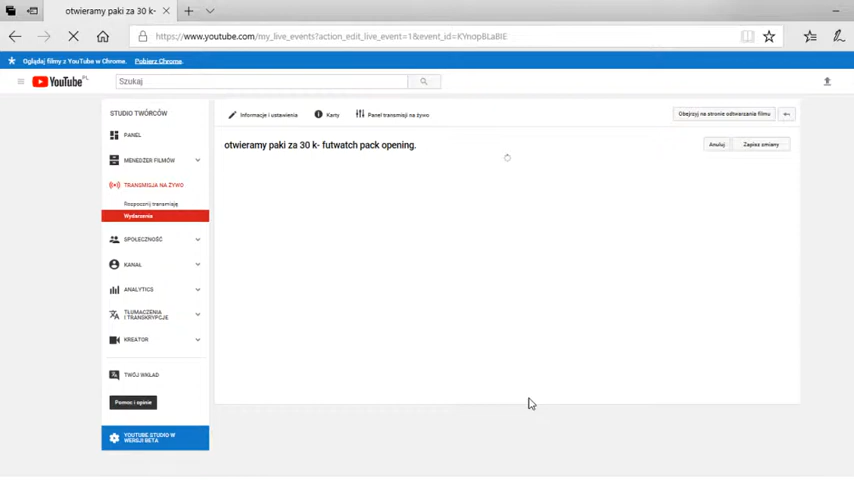 otwieramy paki za 30 k-
https://www.youtube.com/my_live_events?action_edit_live_event=1&event_id=KYnopBLaBIE
Oglądaj filmy z YouTube w Chrome. Pobierz Chrome.
YouTube PL
Szukaj
STUDIO TWÓRCÓW
Informacje i ustawienia
Karty
Panel transmisji na żywo
Obejrzyj na stronie odtwarzania filmu
PANEL
otwieramy paki za 30 k- futwatch pack opening.
Anuluj
Zapisz zmiany
MENEDŻER FILMÓW
TRANSMISJA NA ŻYWO
Rozpocznij transmisję
Wydarzenia
SPOŁECZNOŚĆ
KANAŁ
ANALYTICS
TŁUMACZENIA
I TRANSKRYPCJE
KREATOR
TWÓJ WKŁAD
Pomoc i opinie
YOUTUBE STUDIO W
WERSJI BETA